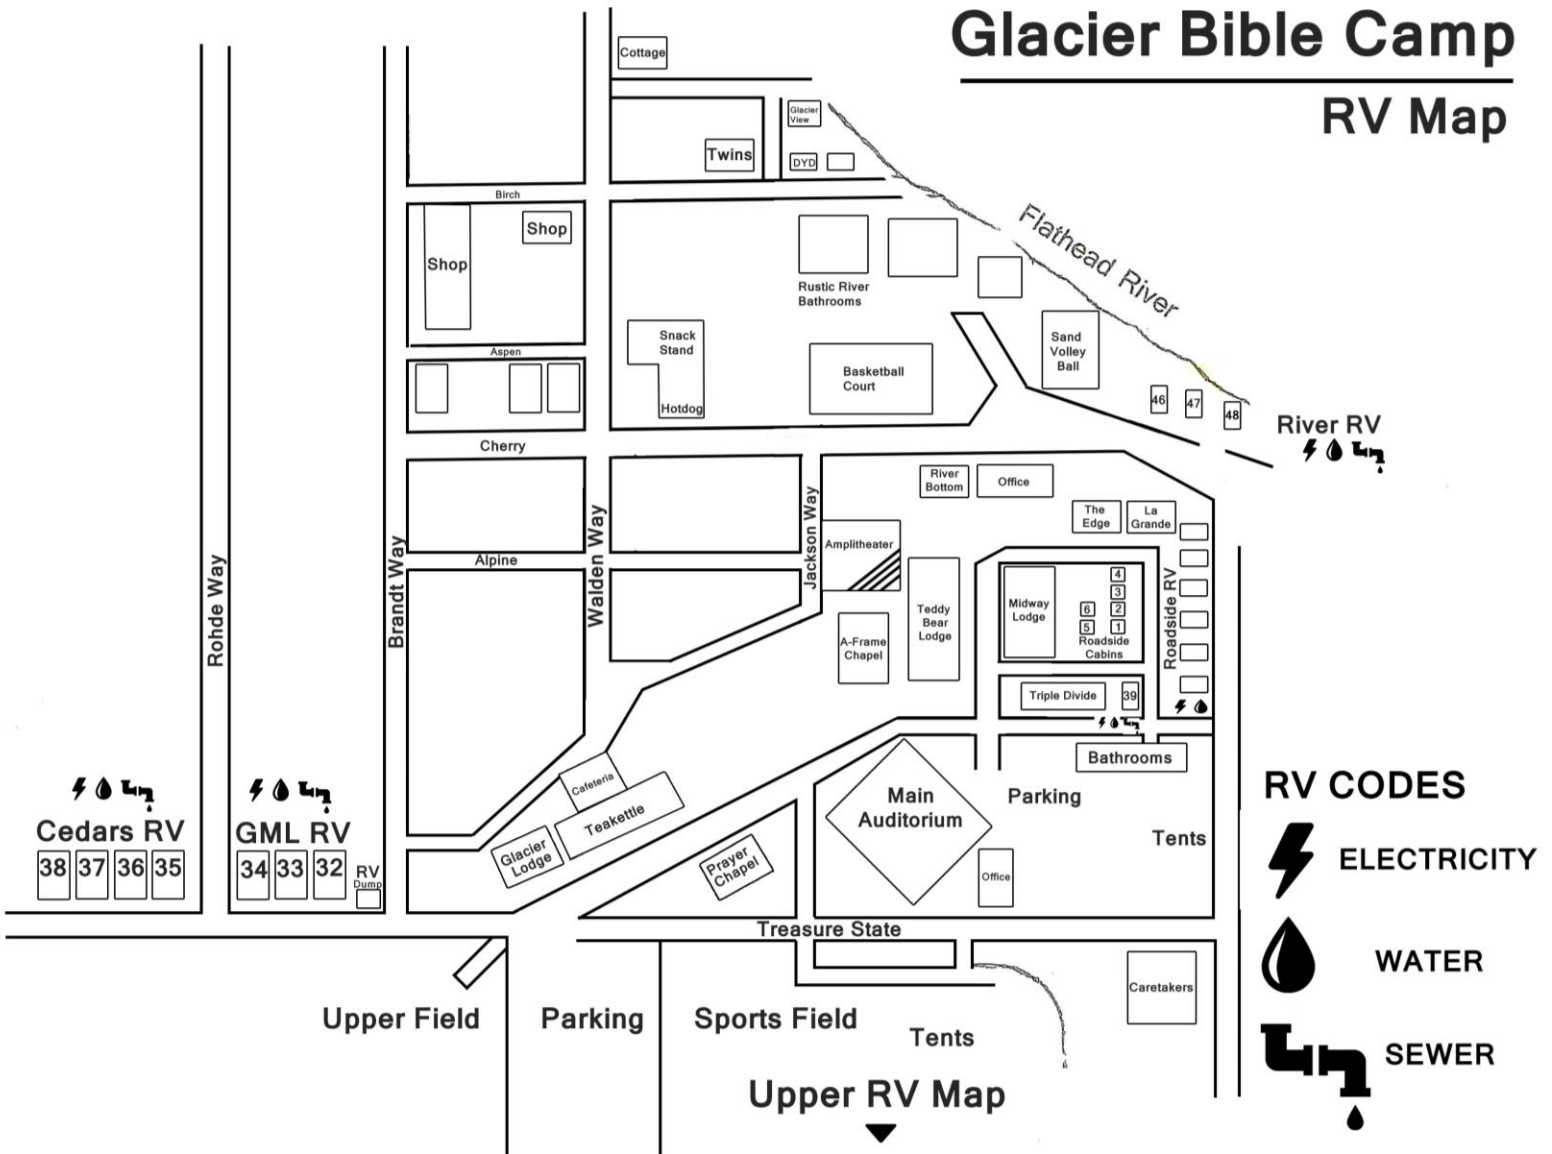 Glacier Bible Camp
RV Map
Cottage
Glacier
View
Twins
DYD
Birch
Shop
Shop
Flathead River
Rustic River
Bathrooms
Snack
Stand
Hotdog
Basketball
Court
Sand
Volley
Ball
Aspen
46
47
48
River RV
Cherry
River
Bottom
Office
The
Edge
La
Grande
Jackson Way
Walden Way
Brandt Way
Rohde Way
Amplitheater
Alpine
Teddy
Bear
Lodge
A-Frame
Chapel
Midway
Lodge
4
3
6
2
5
1
Roadside
Cabins
Roadside RV
Triple Divide
39
Bathrooms
Cafeteria
Teakettle
Glacier
Lodge
Prayer
Chapel
Main
Auditorium
Parking
Tents
Office
Cedars RV
38
37
36
35
GML RV
34
33
32
RV
Dump
Treasure State
RV CODES
ELECTRICITY
WATER
SEWER
Upper Field
Parking
Sports Field
Tents
Caretakers
Upper RV Map